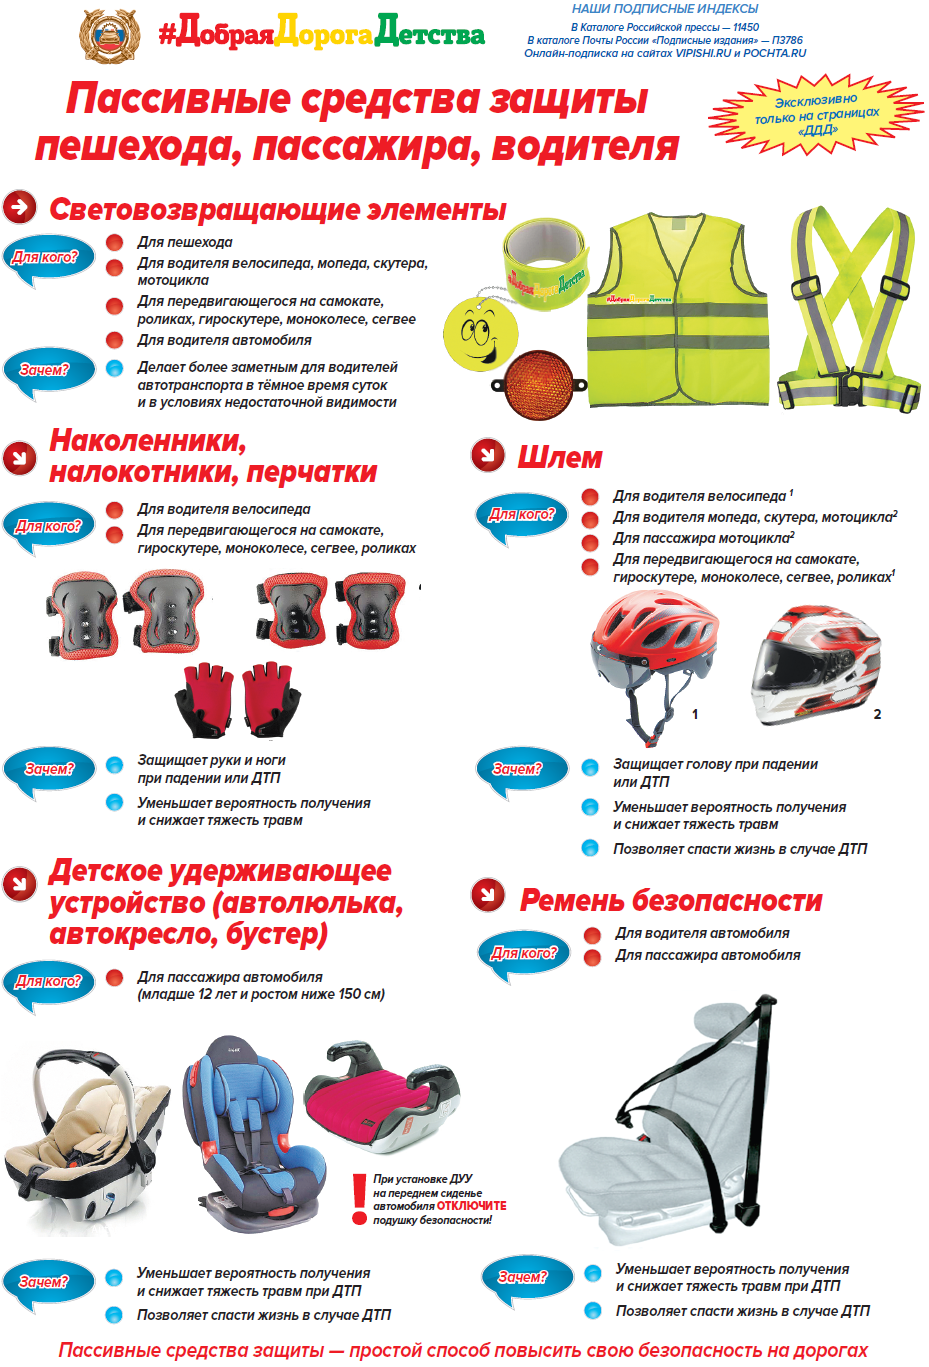 #ДобраяДорогаДетства
НАШИ ПОДПИСНЫЕ ИНДЕКСЫ
В Каталоге Российской прессы — 11450
В каталоге Почты России «Подписные издания» — П3786
Онлайн-подписка на сайтах VIPISHI.RU и POCHTA.RU
Пассивные средства защиты
пешехода, пассажира, водителя
Эксклюзивно
только на страницах
«ДДД»
Световозвращающие элементы
Для кого?
Для пешехода
Для водителя велосипеда, мопеда, скутера,
мотоцикла
Для передвигающегося на самокате,
роликах, гироскутере, моноколесе, сегвее
Для водителя автомобиля
Зачем?
Делает более заметным для водителей
автотранспорта в тёмное время суток
и в условиях недостаточной видимости
#ДобраяДорогаДетства
#ДобраяДорогаДетства
Наколенники,
налокотники, перчатки
Для кого?
Для водителя велосипеда
Для передвигающегося на самокате,
гироскутере, моноколесе, сегвее, роликах
Зачем?
Защищает руки и ноги
при падении или ДТП
Уменьшает вероятность получения
и снижает тяжесть травм
Шлем
Для кого?
Для водителя велосипеда ¹
Для водителя мопеда, скутера, мотоцикла²
Для пассажира мотоцикла²
Для передвигающегося на самокате,
гироскутере, моноколесе, сегвее, роликах¹
1
2
Зачем?
Защищает голову при падении
или ДТП
Уменьшает вероятность получения
и снижает тяжесть травм
Позволяет спасти жизнь в случае ДТП
Детское удерживающее
устройство (автолюлька,
автокресло, бустер)
Для кого?
Для пассажира автомобиля
(младше 12 лет и ростом ниже 150 см)
!
При установке ДУУ
на переднем сиденье
автомобиля ОТКЛЮЧИТЕ
подушку безопасности!
Зачем?
Уменьшает вероятность получения
и снижает тяжесть травм при ДТП
Позволяет спасти жизнь в случае ДТП
Ремень безопасности
Для кого?
Для водителя автомобиля
Для пассажира автомобиля
Зачем?
Уменьшает вероятность получения
и снижает тяжесть травм при ДТП
Позволяет спасти жизнь в случае ДТП
Пассивные средства защиты — простой способ повысить свою безопасность на дорогах